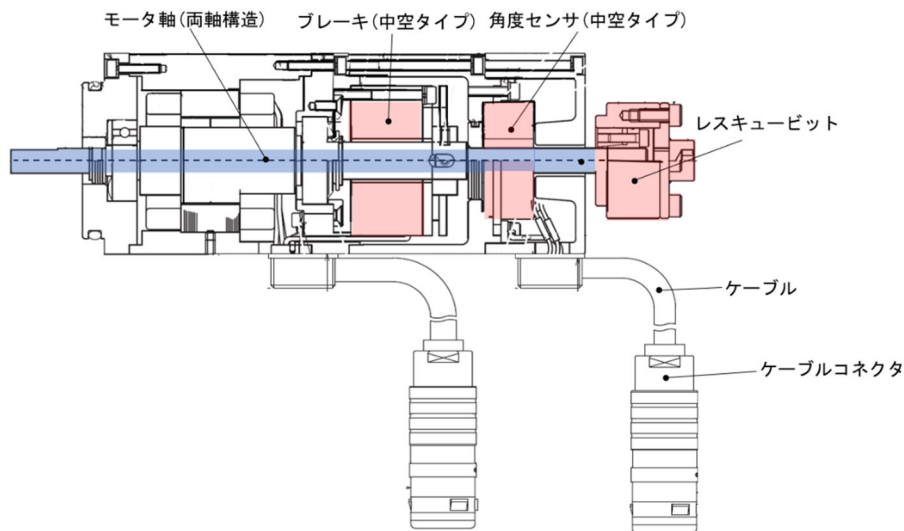 モータ軸(両軸構造)
ブレーキ(中空タイプ)
角度センサ(中空タイプ)
レスキュービット
ケーブル
ケーブルコネクタ